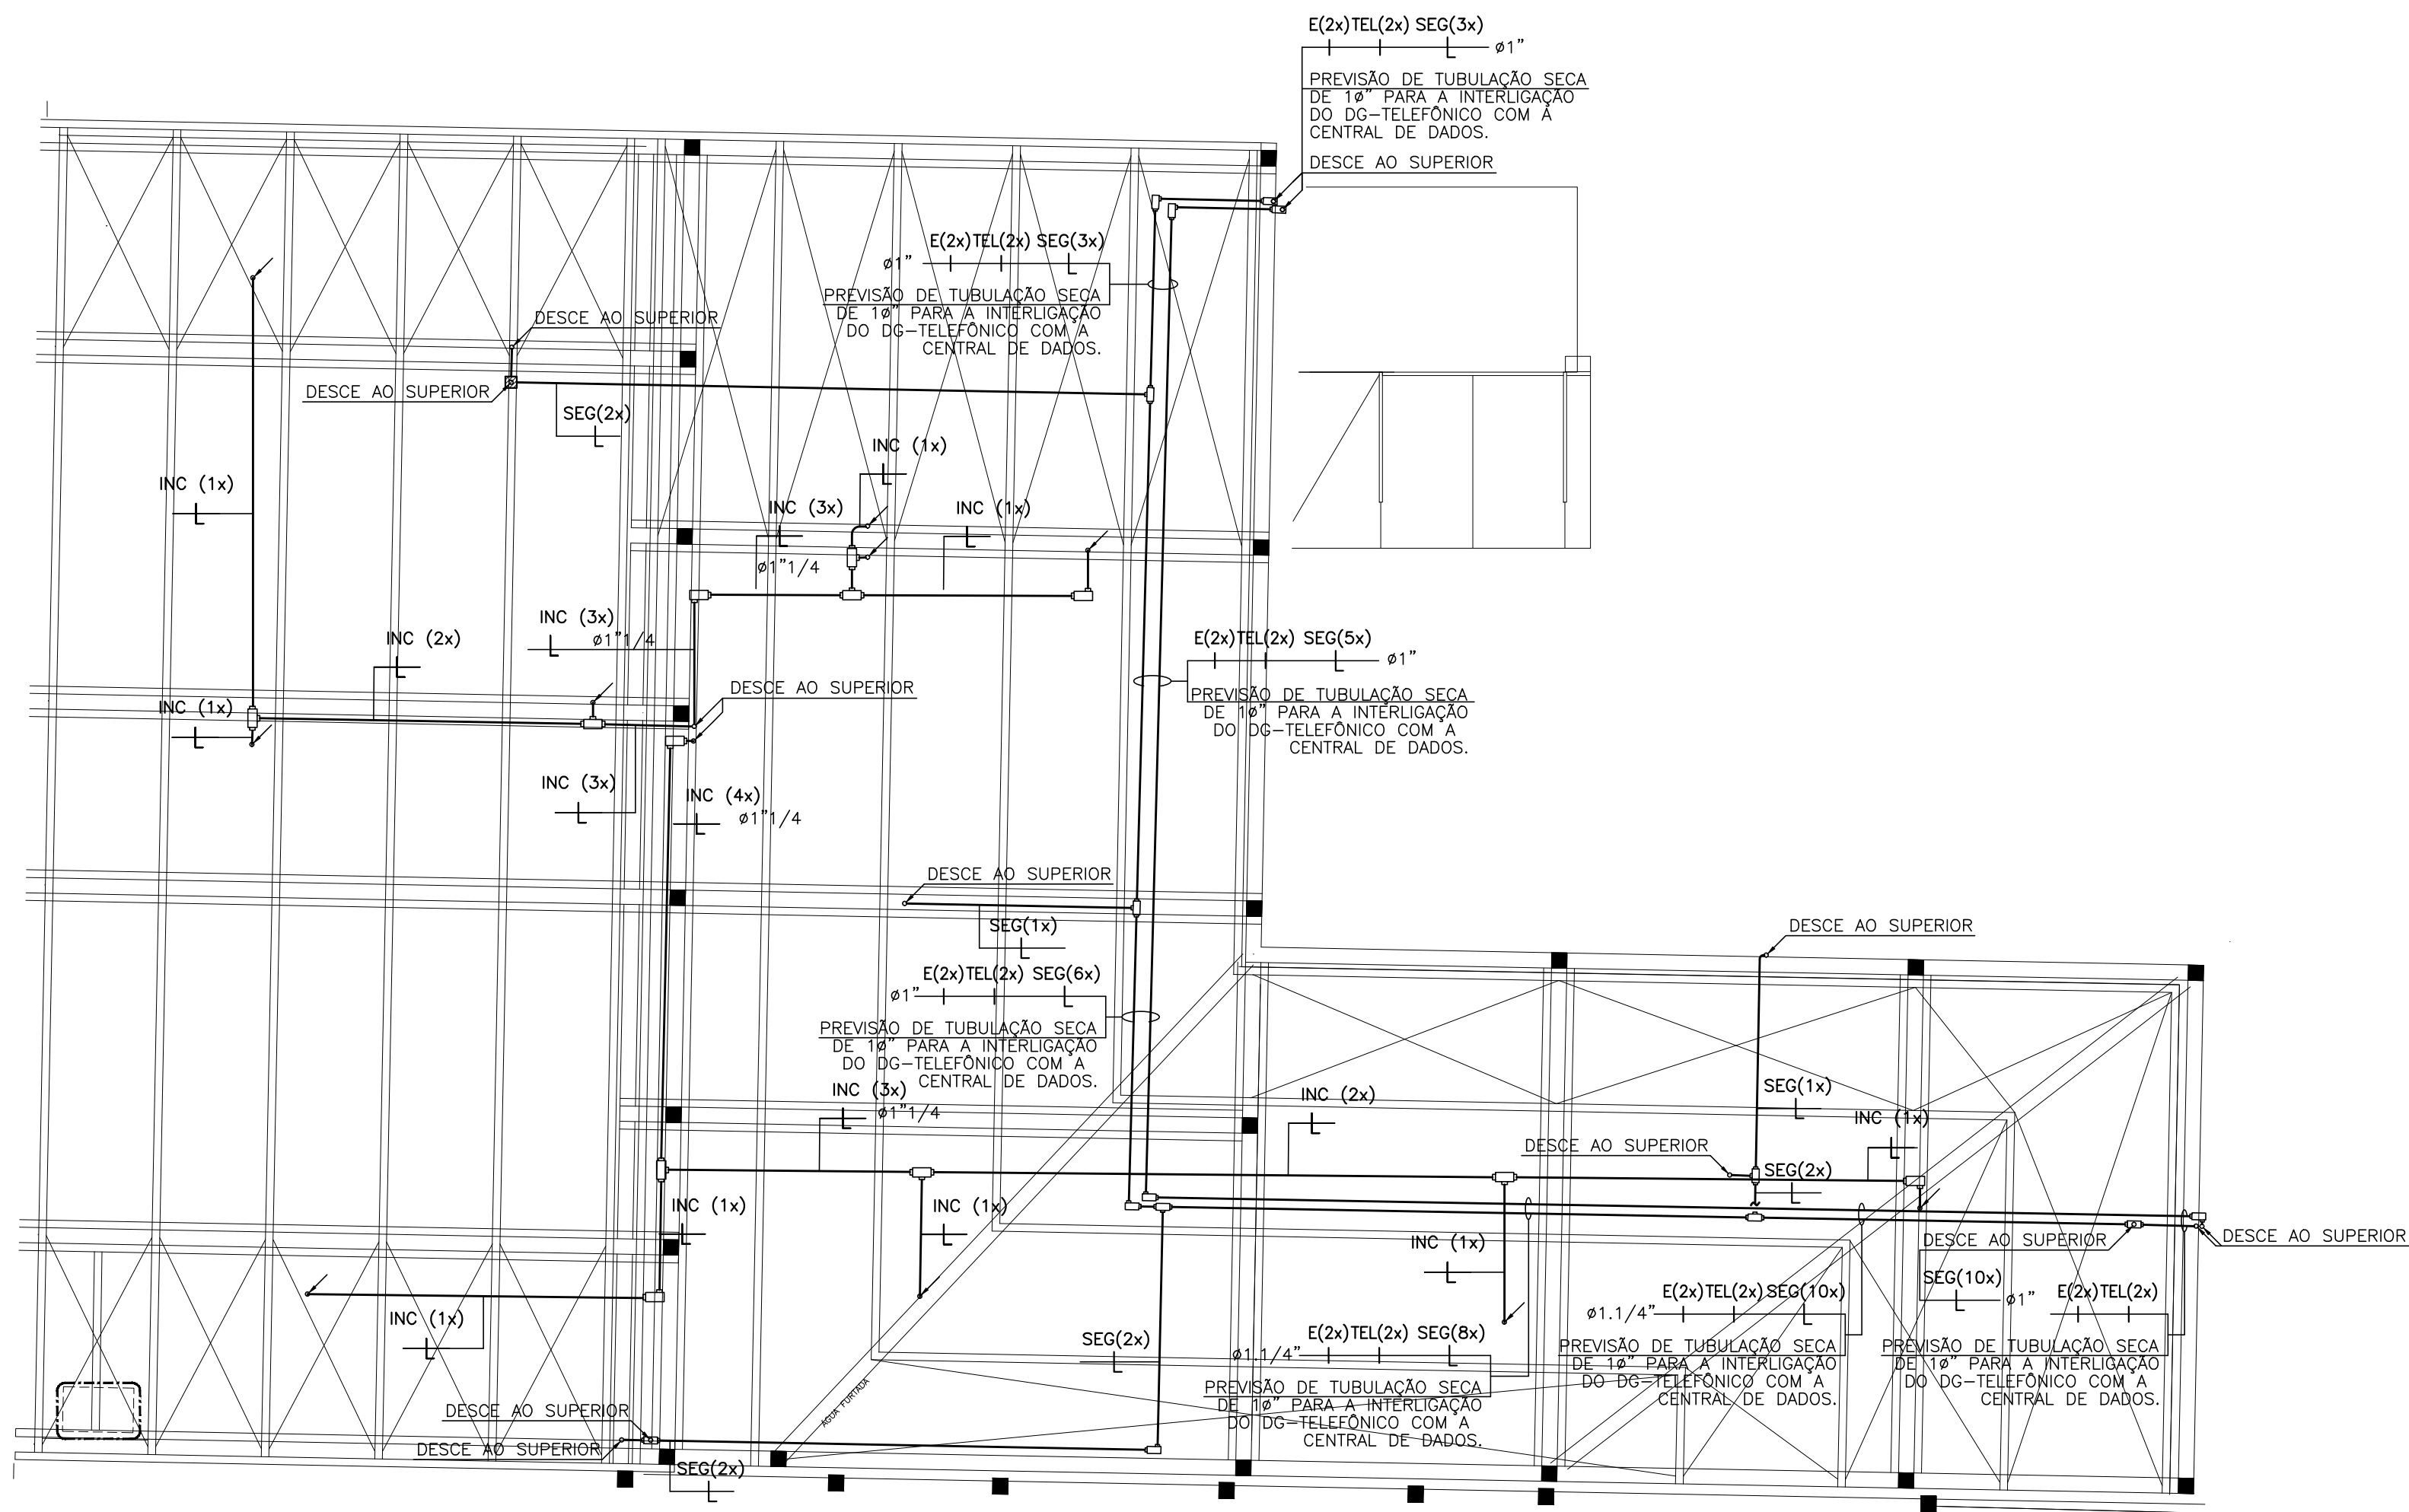 E(2x)TEL(2x) SEG(3x)
ø1"
PREVISÃO DE TUBULAÇÃO SECA
DE 1ø" PARA A INTERLIGAÇÃO
DO DG-TELEFÔNICO COM A
CENTRAL DE DADOS.
DESCE AO SUPERIOR
E(2x)TEL(2x) SEG(3x)
ø1"
PREVISÃO DE TUBULAÇÃO SECA
DE 1ø" PARA A INTERLIGAÇÃO
DO DG-TELEFÔNICO COM A
CENTRAL DE DADOS.
DESCE AO SUPERIOR
DESCE AO SUPERIOR
SEG(2x)
INC (1x)
INC (1x)
INC (3x)
INC (1x)
ø1"1/4
INC (3x)
ø1"1/4
INC (2x)
E(2x)TEL(2x) SEG(5x)
ø1"
PREVISÃO DE TUBULAÇÃO SECA
DE 1ø" PARA A INTERLIGAÇÃO
DO DG-TELEFÔNICO COM A
CENTRAL DE DADOS.
DESCE AO SUPERIOR
INC (1x)
INC (3x)
INC (4x)
ø1"1/4
DESCE AO SUPERIOR
SEG(1x)
DESCE AO SUPERIOR
E(2x)TEL(2x) SEG(6x)
ø1"
PREVISÃO DE TUBULAÇÃO SECA
DE 1ø" PARA A INTERLIGAÇÃO
DO DG-TELEFÔNICO COM A
CENTRAL DE DADOS.
INC (3x)
ø1"1/4
INC (2x)
SEG(1x)
INC (1x)
DESCE AO SUPERIOR
SEG(2x)
INC (1x)
INC (1x)
INC (1x)
DESCE AO SUPERIOR
DESCE AO SUPERIOR
SEG(10x)
ø1"
E(2x)TEL(2x)
PREVISÃO DE TUBULAÇÃO SECA
DE 1ø" PARA A INTERLIGAÇÃO
DO DG-TELEFÔNICO COM A
CENTRAL DE DADOS.
E(2x)TEL(2x) SEG(10x)
ø1.1/4"
PREVISÃO DE TUBULAÇÃO SECA
DE 1ø" PARA A INTERLIGAÇÃO
DO DG-TELEFÔNICO COM A
CENTRAL DE DADOS.
E(2x)TEL(2x) SEG(8x)
ø1.1/4"
PREVISÃO DE TUBULAÇÃO SECA
DE 1ø" PARA A INTERLIGAÇÃO
DO DG-TELEFÔNICO COM A
CENTRAL DE DADOS.
SEG(2x)
INC (1x)
ÁGUA FURTADA
DESCE AO SUPERIOR
DESCE AO SUPERIOR
SEG(2x)